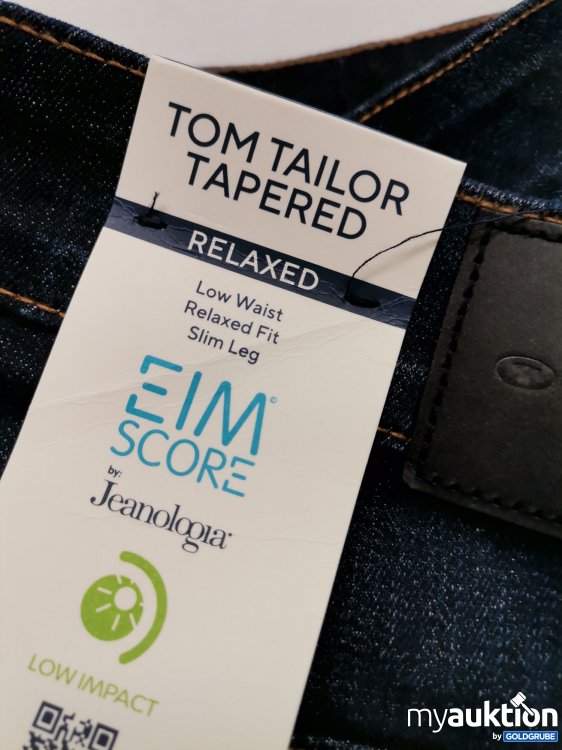 TOM TAILOR
TAPERED
RELAXED
Low Waist
Relaxed Fit
Slim Leg
EIM©
SCORE
by:
Jeanologia
LOW IMPACT
myauktion
by GOLDGRUBE